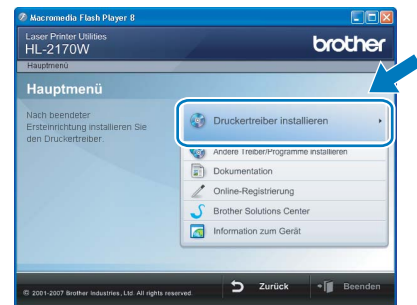 Macromedia Flash Player 8
Laser Printer Utilities
HL-2170W
brother
Hauptmenü
Hauptmenü
Nach beendeter
Ersteinrichtung installieren Sie
den Druckertreiber.
Druckertreiber installieren
Andere Treiber/Programme installieren
Dokumentation
Online-Registrierung
Brother Solutions Center
Information zum Gerät
© 2001-2007 Brother Industries, Ltd. All rights reserved.
Zurück
Beenden